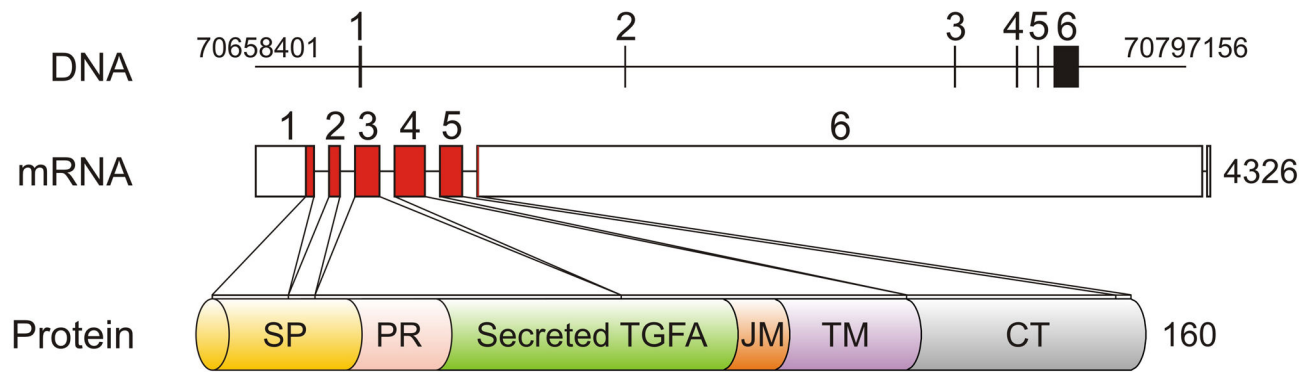 1 2 3 4 5 6
70658401 70797156
DNA
1 2 3 4 5 6
mRNA 4326
Protein SP PR Secreted TGFA JM TM CT 160